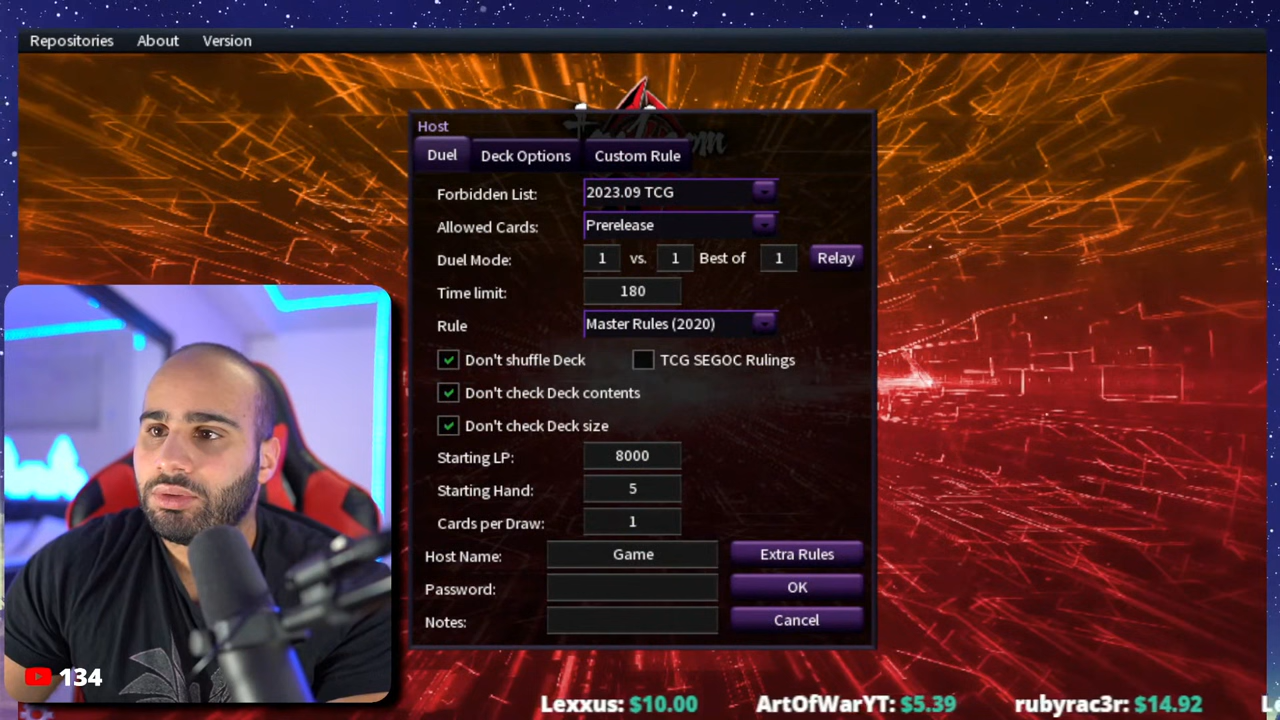 Repositories About Version
Host
Duel Deck Options Custom Rule
Forbidden List: 2023.09 TCG
Allowed Cards: Prerelease
Duel Mode: 1 vs. 1 Best of 1 Relay
Time limit: 180
Rule Master Rules (2020)
Don't shuffle Deck TCG SEGOC Rulings
Don't check Deck contents
Don't check Deck size
Starting LP: 8000
Starting Hand: 5
Cards per Draw: 1
Host Name: Game Extra Rules
Password: OK
Notes: Cancel
134
Lexxus: $10.00 ArtOfWarYT: $5.39 rubyrac3r: $14.92